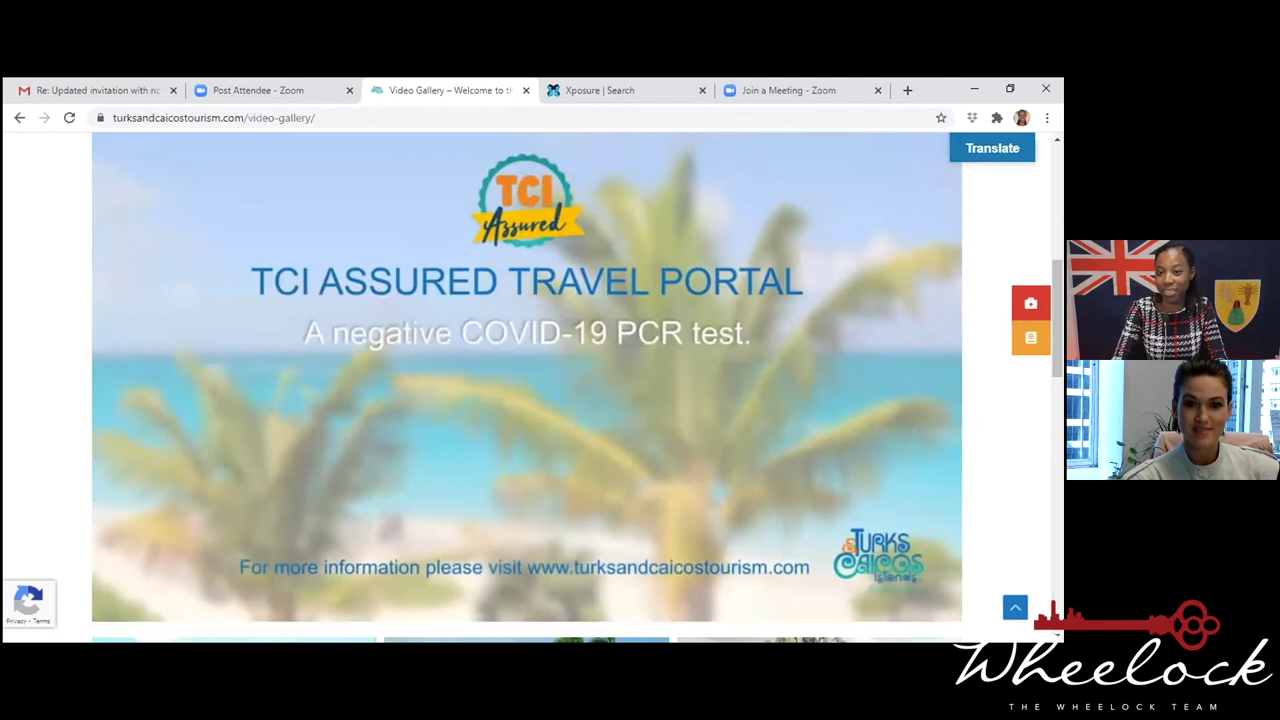 Re: Updated invitation with nc
Post Attendee - Zoom
Video Gallery – Welcome to th
Xposure | Search
Join a Meeting - Zoom
turksandcaicostourism.com/video-gallery/
Translate
TCI
Assured
TCI ASSURED TRAVEL PORTAL
A negative COVID-19 PCR test.
For more information please visit www.turksandcaicostourism.com
TURKS
& CAICOS
Islands
Privacy - Terms
Wheelock
THE WHEELOCK TEAM